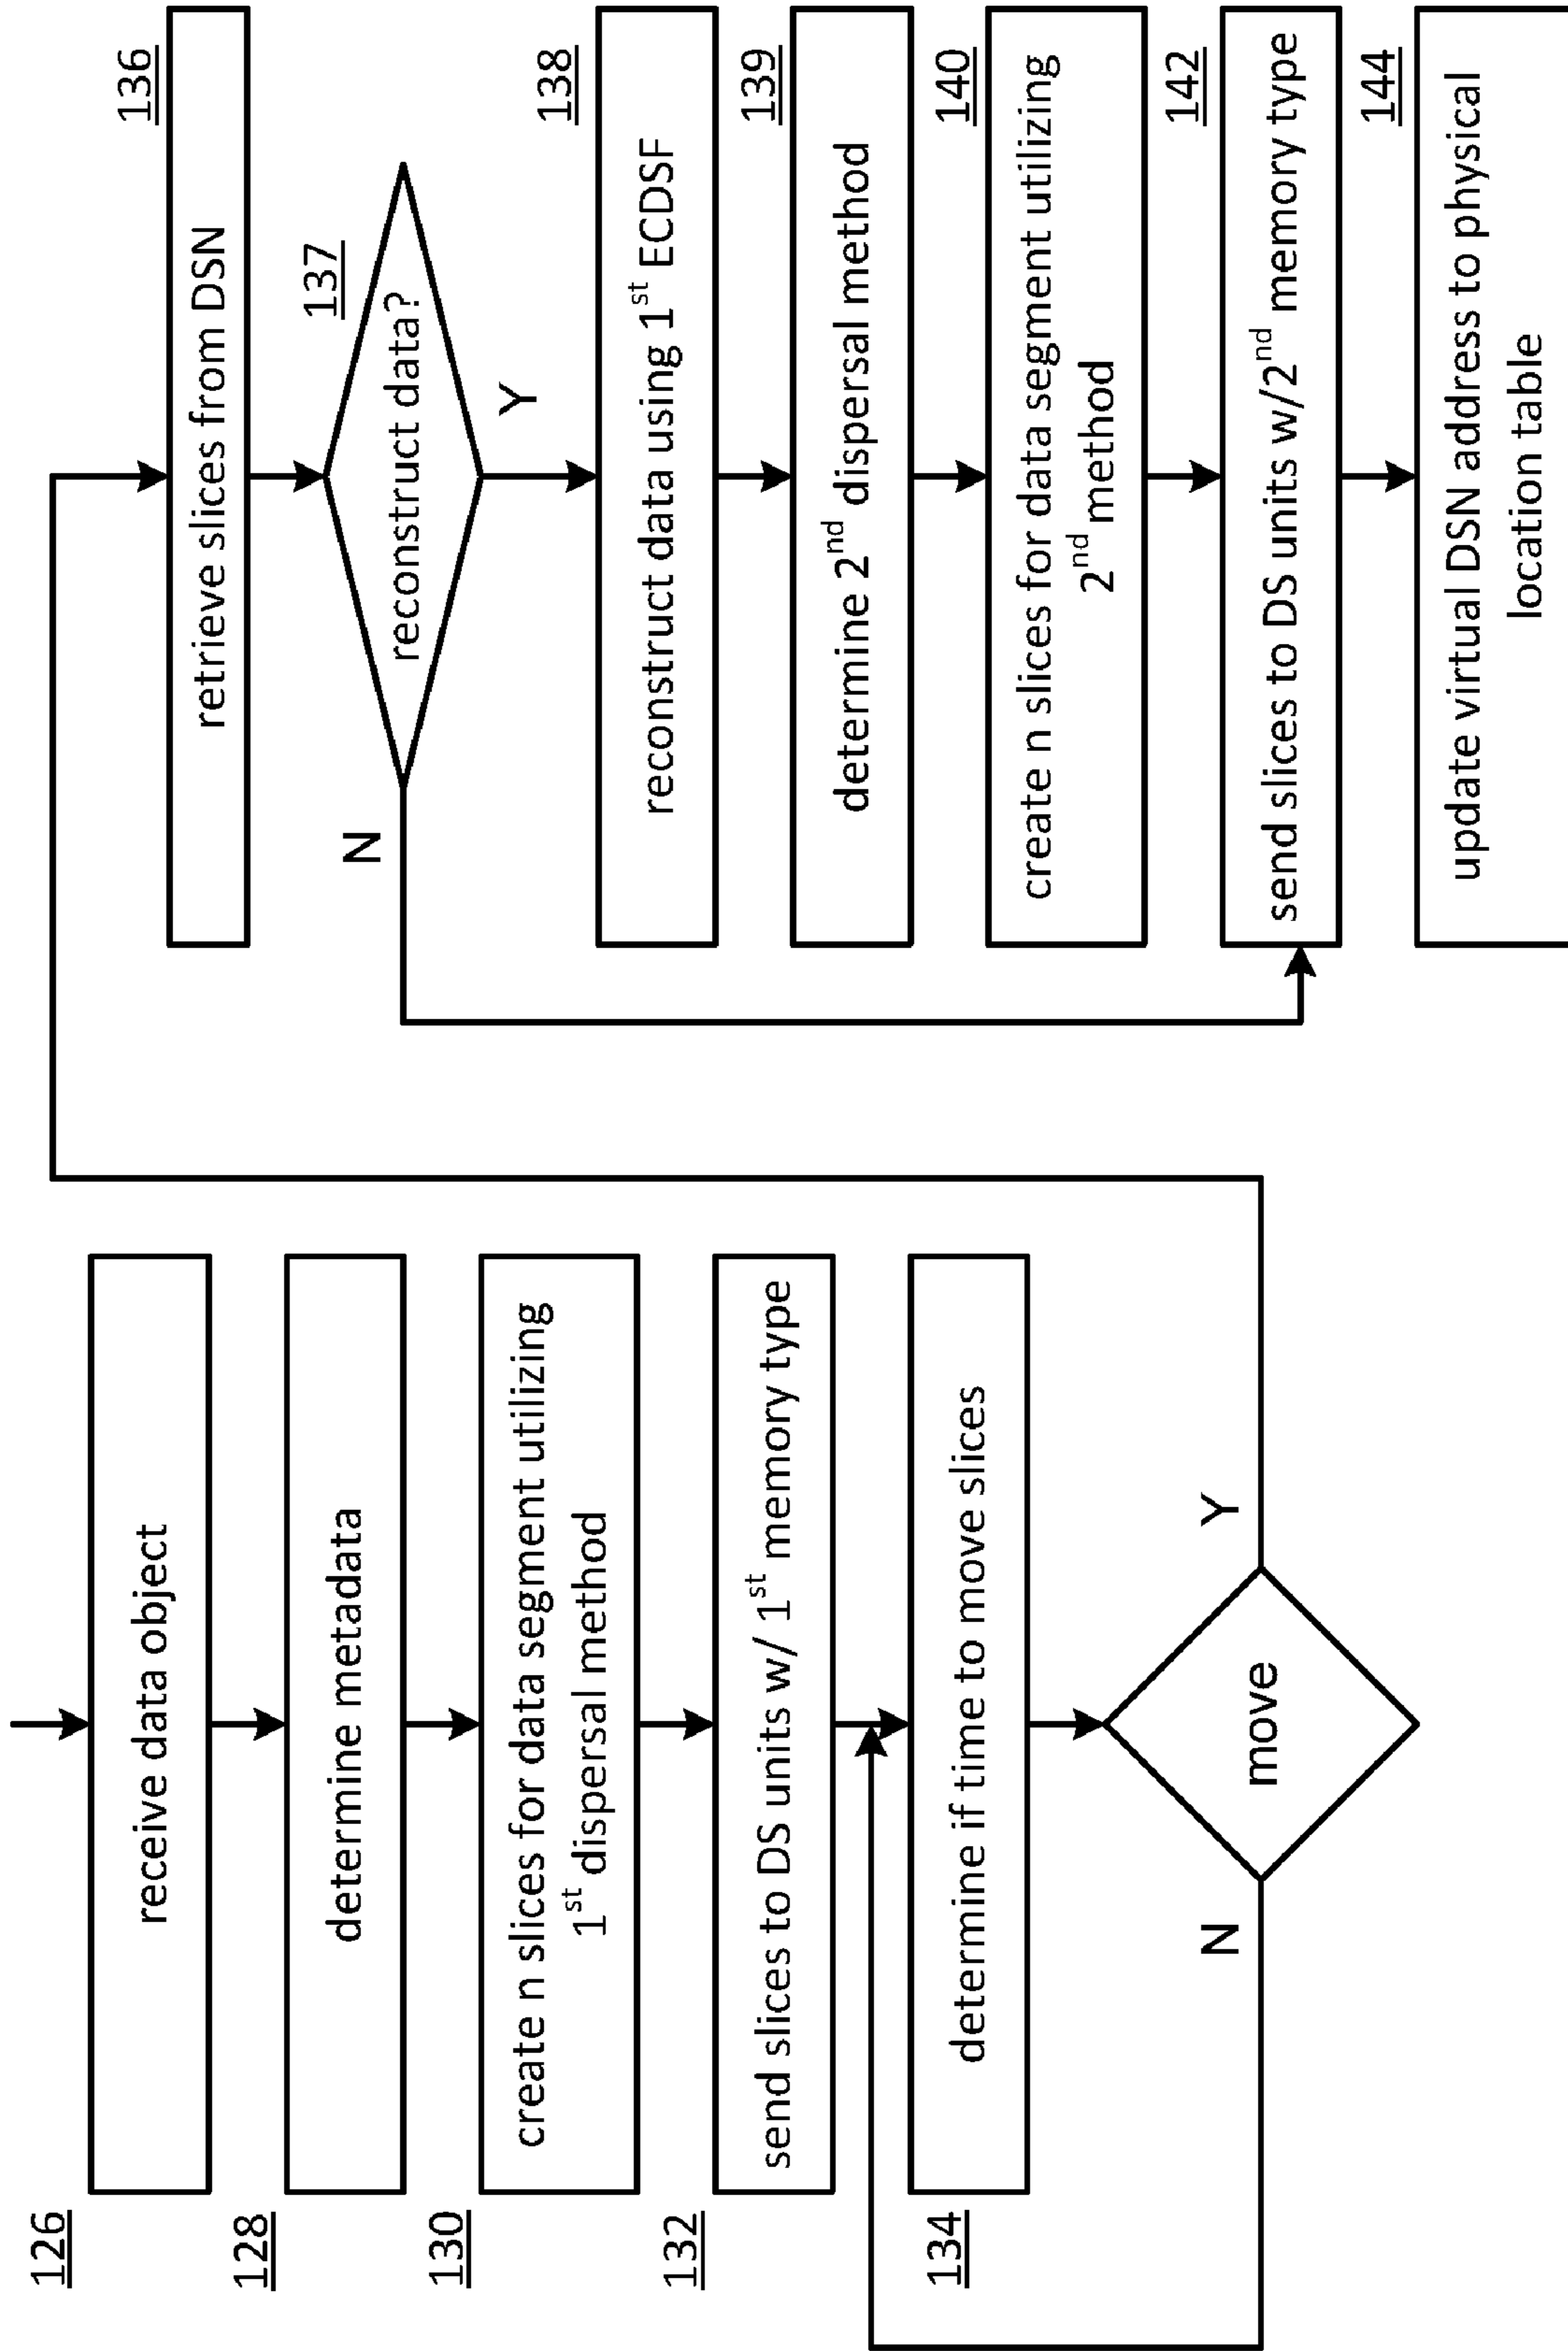 126
receive data object
128
determine metadata
130
create n slices for data segment utilizing
1st dispersal method
132
send slices to DS units w/ 1st memory type
134
determine if time to move slices
move
N
Y
136
retrieve slices from DSN
137
reconstruct data?
N
Y
138
reconstruct data using 1st ECDSF
139
determine 2nd dispersal method
140
create n slices for data segment utilizing
2nd method
142
send slices to DS units w/2nd memory type
144
update virtual DSN address to physical
location table